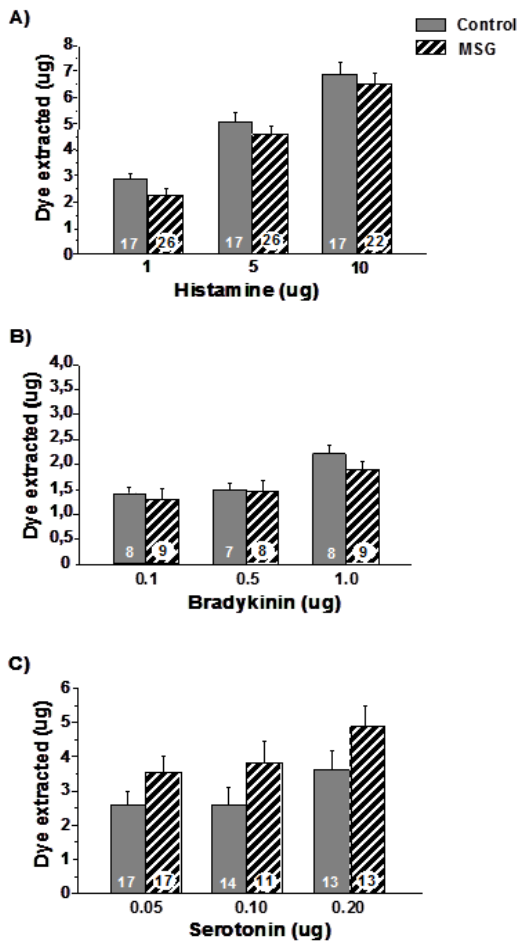 A)
Control
MSG
Dye extracted (ug)
8
7
6
5
4
3
2
1
0
17 26 17 26 17 22
1 5 10
Histamine (ug)
B)
Dye extracted (ug)
4,0
3,5
3,0
2,5
2,0
1,5
1,0
0,5
0
8 9 7 8 8 9
0.1 0.5 1.0
Bradykinin (ug)
C)
Dye extracted (ug)
6
5
4
3
2
1
0
17 17 14 11 13 13
0.05 0.10 0.20
Serotonin (ug)